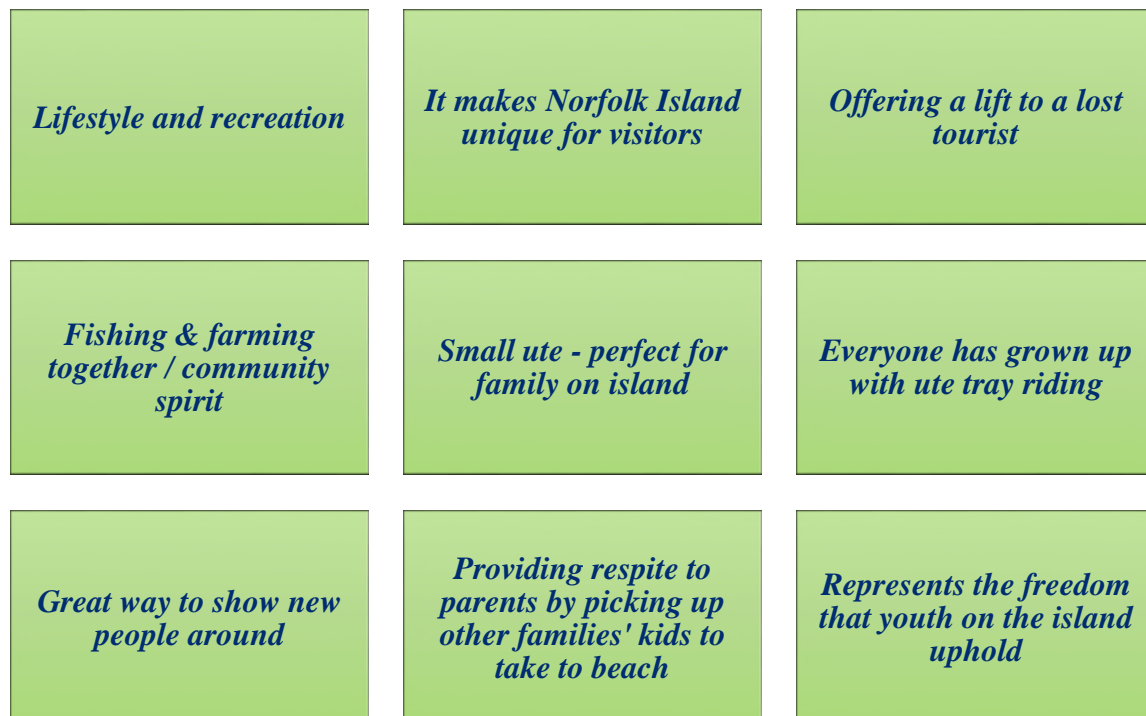 Lifestyle and recreation
It makes Norfolk Island
unique for visitors
Offering a lift to a lost
tourist
Fishing & farming
together / community
spirit
Small ute - perfect for
family on island
Everyone has grown up
with ute tray riding
Great way to show new
people around
Providing respite to
parents by picking up
other families' kids to
take to beach
Represents the freedom
that youth on the island
uphold